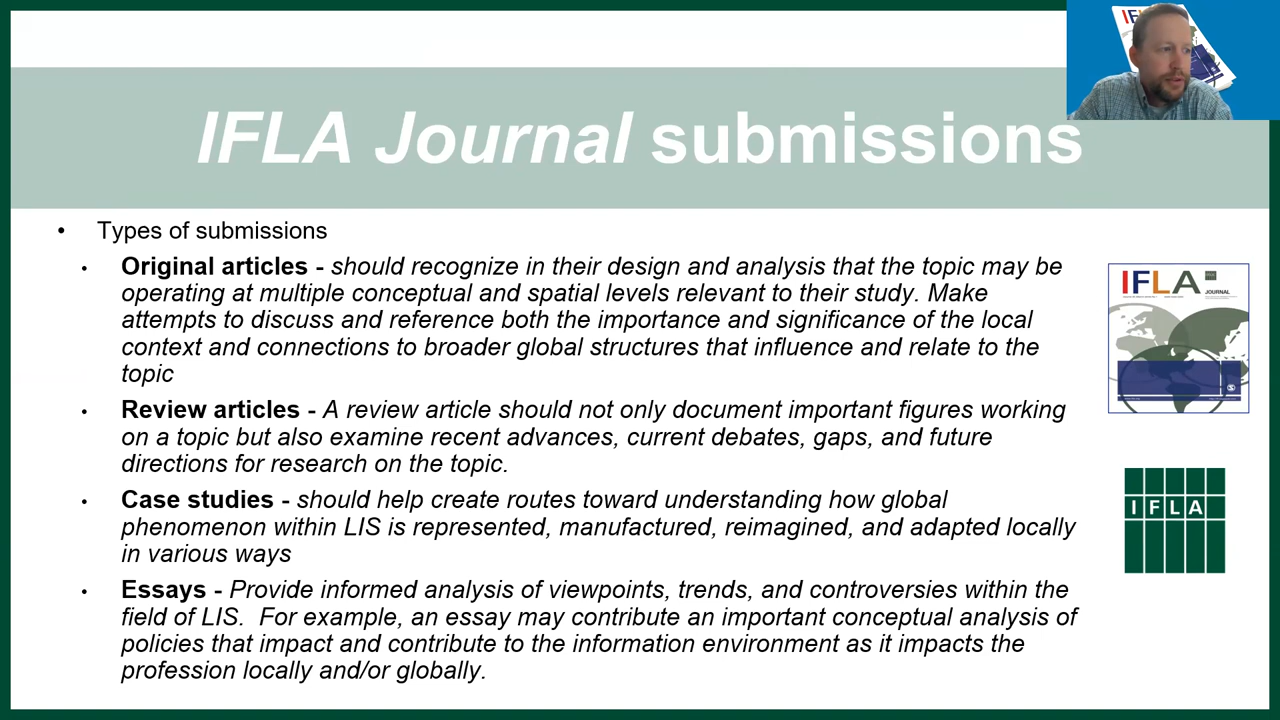 IFLA Journal submissions
• Types of submissions
• Original articles - should recognize in their design and analysis that the topic may be
operating at multiple conceptual and spatial levels relevant to their study. Make
attempts to discuss and reference both the importance and significance of the local
context and connections to broader global structures that influence and relate to the
topic
• Review articles - A review article should not only document important figures working
on a topic but also examine recent advances, current debates, gaps, and future
directions for research on the topic.
• Case studies - should help create routes toward understanding how global
phenomenon within LIS is represented, manufactured, reimagined, and adapted locally
in various ways
• Essays - Provide informed analysis of viewpoints, trends, and controversies within the
field of LIS.  For example, an essay may contribute an important conceptual analysis of
policies that impact and contribute to the information environment as it impacts the
profession locally and/or globally.
IFLA
JOURNAL
IFLA